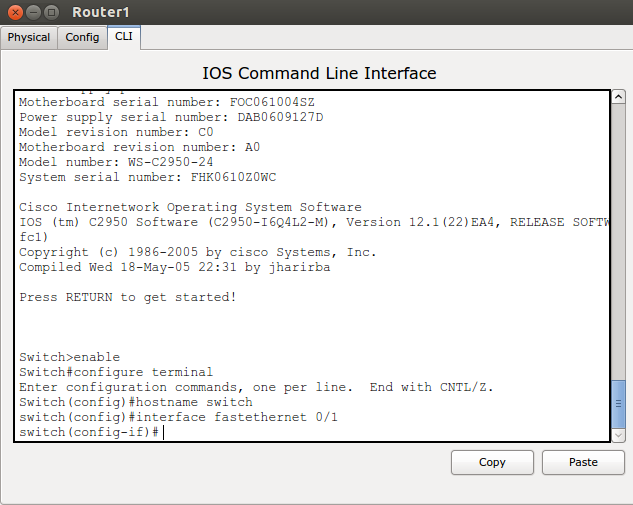 Router1
Physical Config CLI
IOS Command Line Interface
Motherboard serial number: FOC061004SZ
Power supply serial number: DAB0609127D
Model revision number: C0
Motherboard revision number: A0
Model number: WS-C2950-24
System serial number: FHK0610Z0WC
Cisco Internetwork Operating System Software
IOS (tm) C2950 Software (C2950-I6Q4L2-M), Version 12.1(22)EA4, RELEASE SOFTW
fc1)
Copyright (c) 1986-2005 by cisco Systems, Inc.
Compiled Wed 18-May-05 22:31 by jharirba
Press RETURN to get started!
Switch>enable
Switch#configure terminal
Enter configuration commands, one per line.  End with CNTL/Z.
Switch(config)#hostname switch
switch(config)#interface fastethernet 0/1
switch(config-if)#
Copy Paste